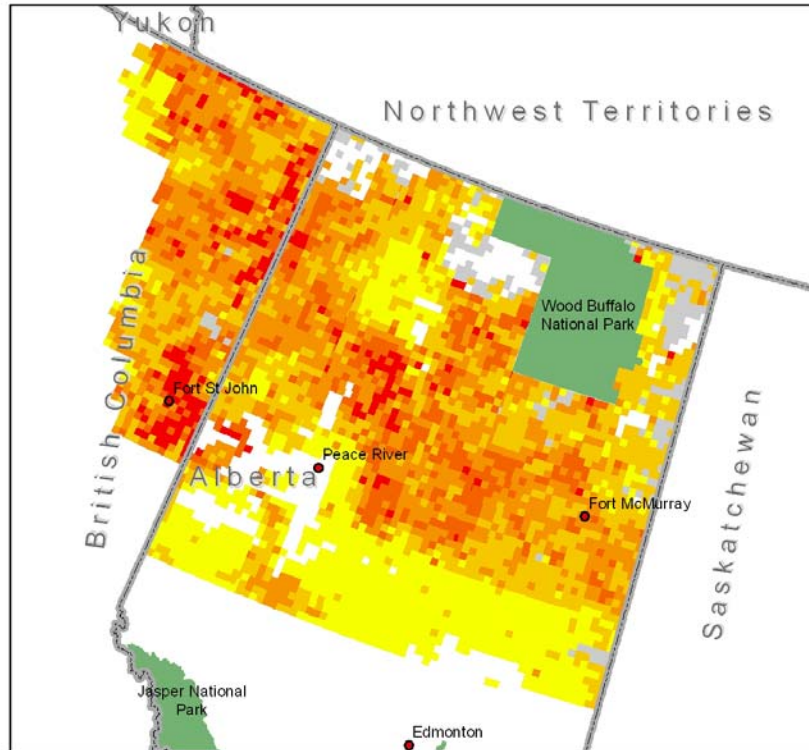 Yukon
Northwest Territories
Wood Buffalo
National Park
British Columbia
Fort St John
Peace River
Alberta
Fort McMurray
Saskatchewan
Jasper National
Park
Edmonton